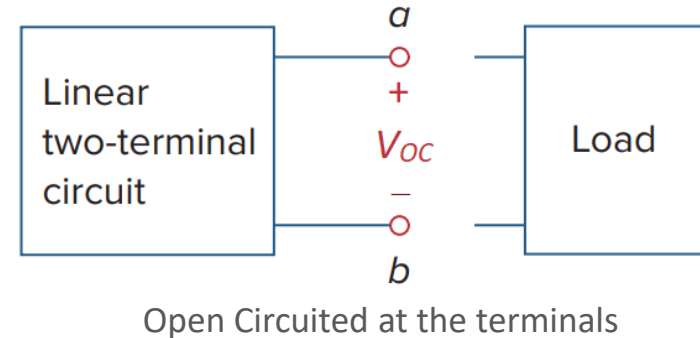 a
Linear
two-terminal
circuit
+
VOC
−
Load
b
Open Circuited at the terminals